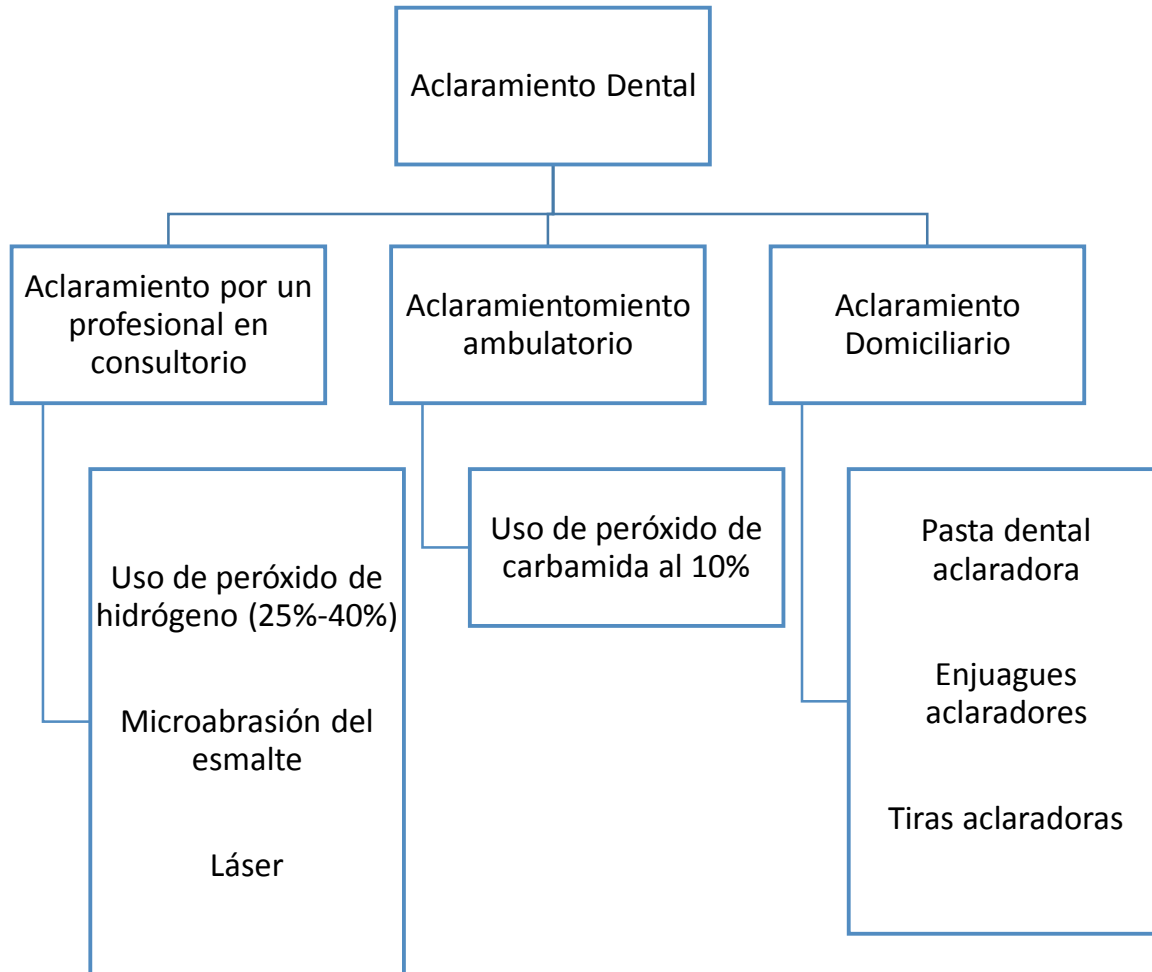 Aclaramiento Dental
Aclaramiento por un
profesional en
consultorio
Aclaramientomiento
ambulatorio
Aclaramiento
Domiciliario
Uso de peróxido de
hidrógeno (25%-40%)
Microabrasión del
esmalte
Láser
Uso de peróxido de
carbamida al 10%
Pasta dental
aclaradora
Enjuagues
aclaradores
Tiras aclaradoras